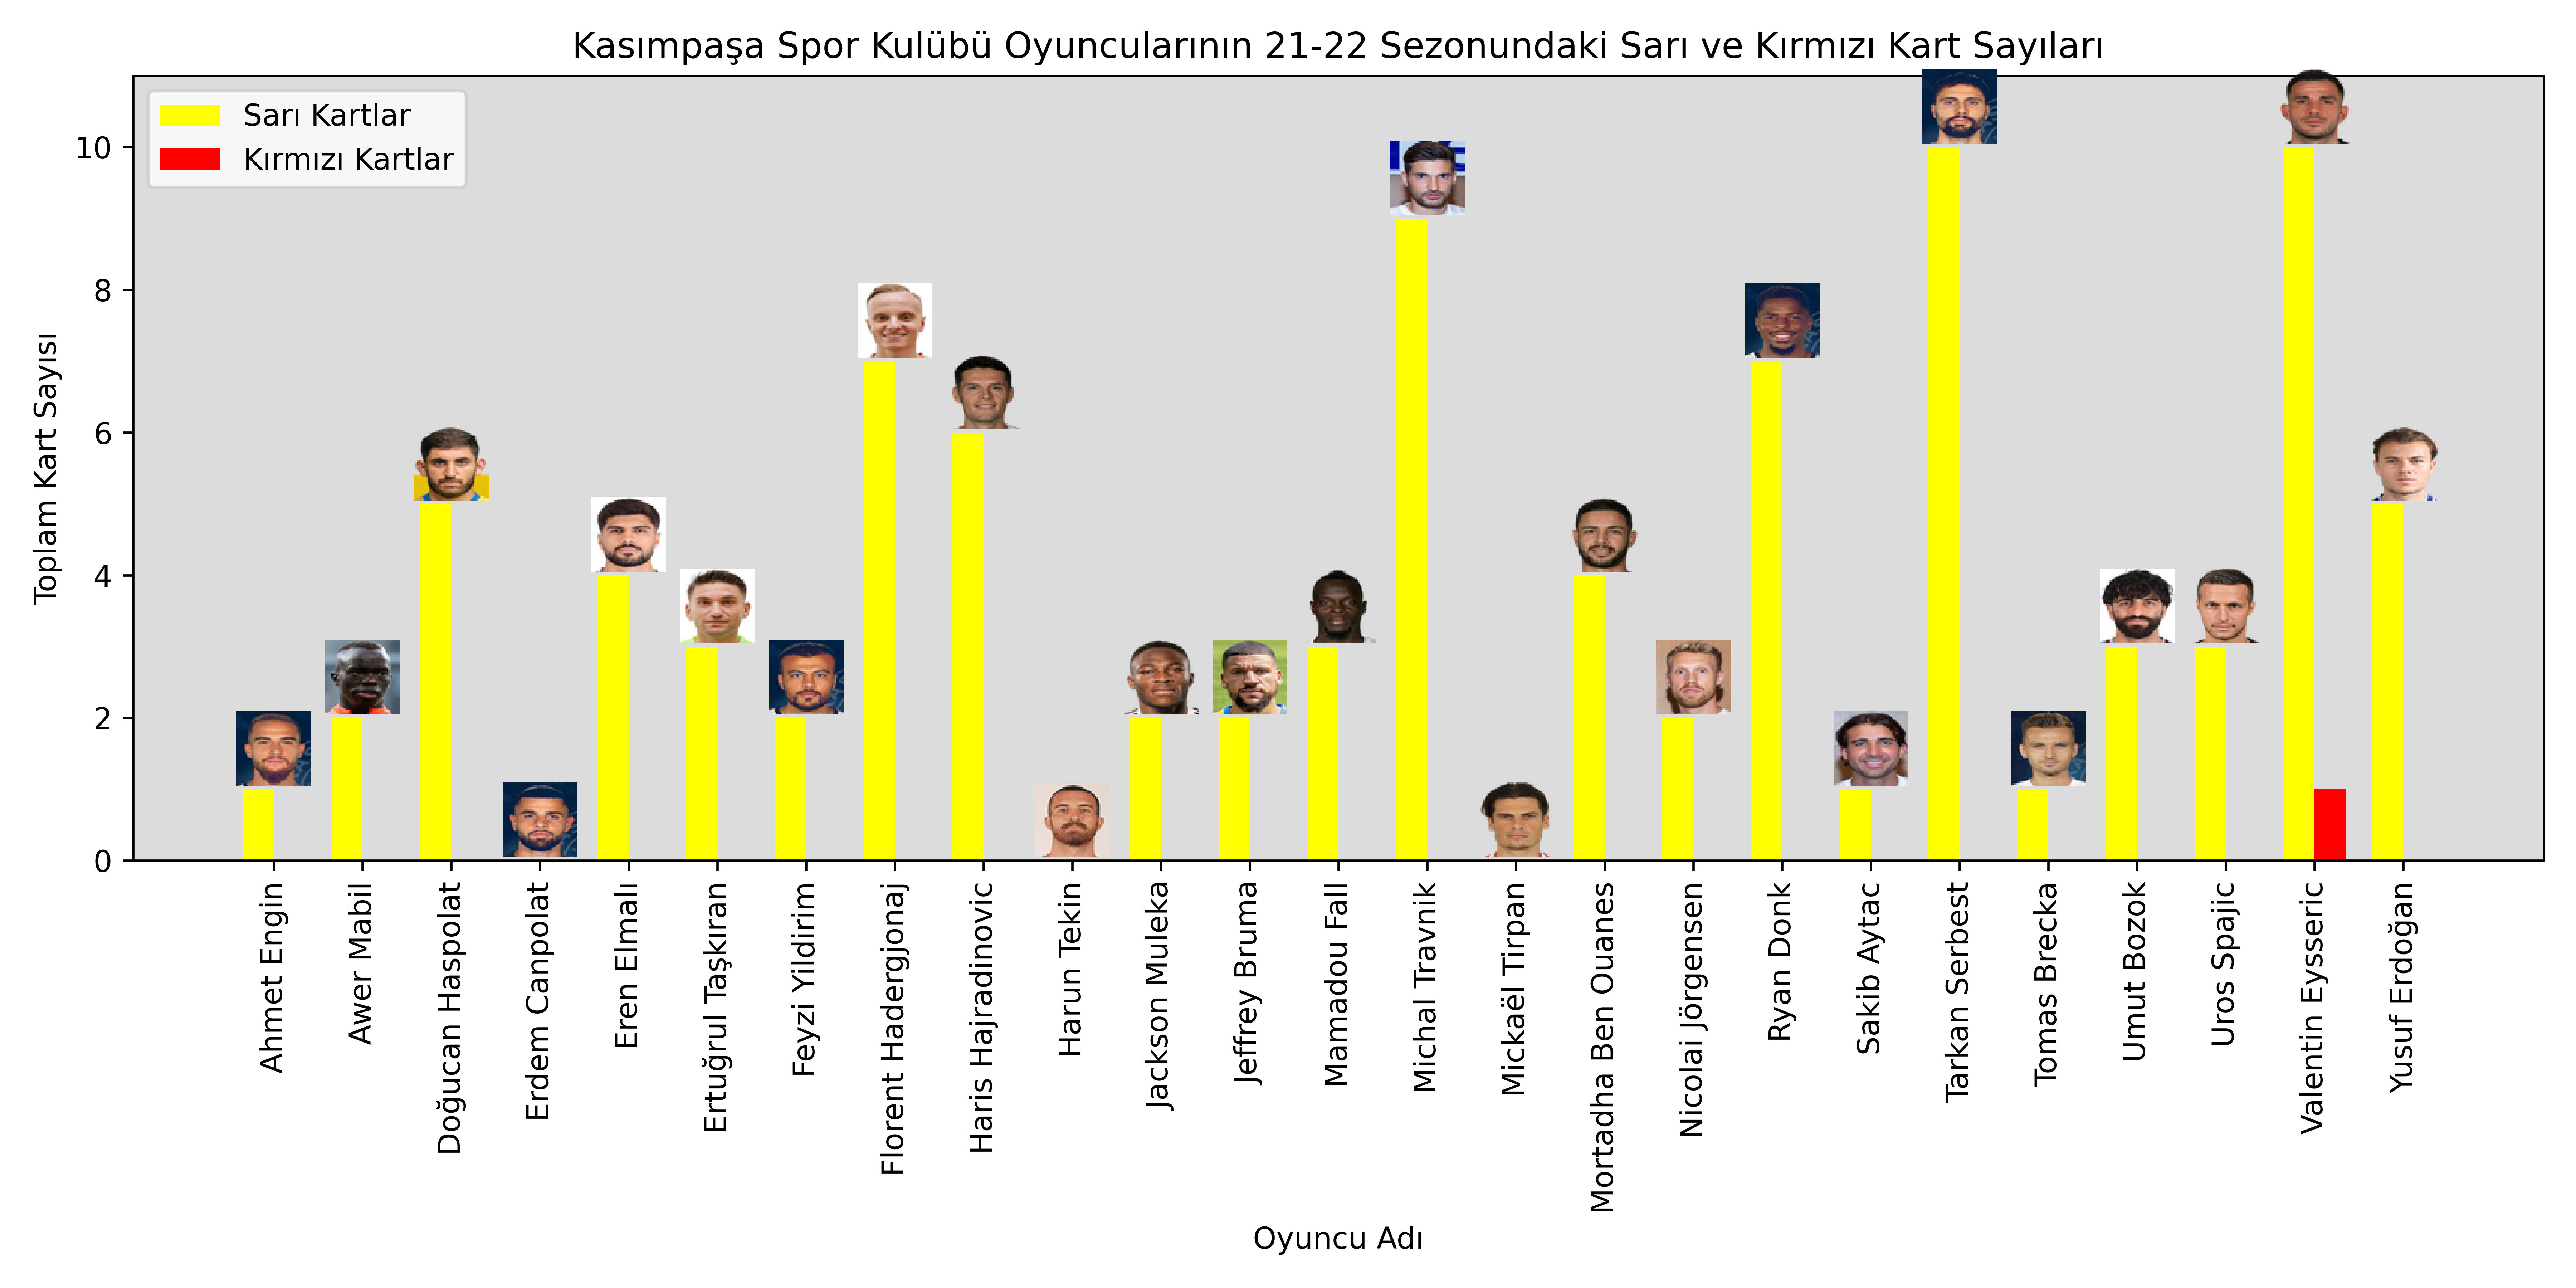 Kasımpaşa Spor Kulübü Oyuncularının 21-22 Sezonundaki Sarı ve Kırmızı Kart Sayıları
Sarı Kartlar
Kırmızı Kartlar
Toplam Kart Sayısı
10
8
6
4
2
0
Ahmet Engin
Awer Mabil
Doğucan Haspolat
Erdem Canpolat
Eren Elmalı
Ertuğrul Taşkıran
Feyzi Yildirim
Florent Hadergjonaj
Haris Hajradinovic
Harun Tekin
Jackson Muleka
Jeffrey Bruma
Mamadou Fall
Michal Travnik
Mickaël Tirpan
Mortadha Ben Ouanes
Nicolai Jörgensen
Ryan Donk
Sakib Aytac
Tarkan Serbest
Tomas Brecka
Umut Bozok
Uros Spajic
Valentin Eysseric
Yusuf Erdoğan
Oyuncu Adı